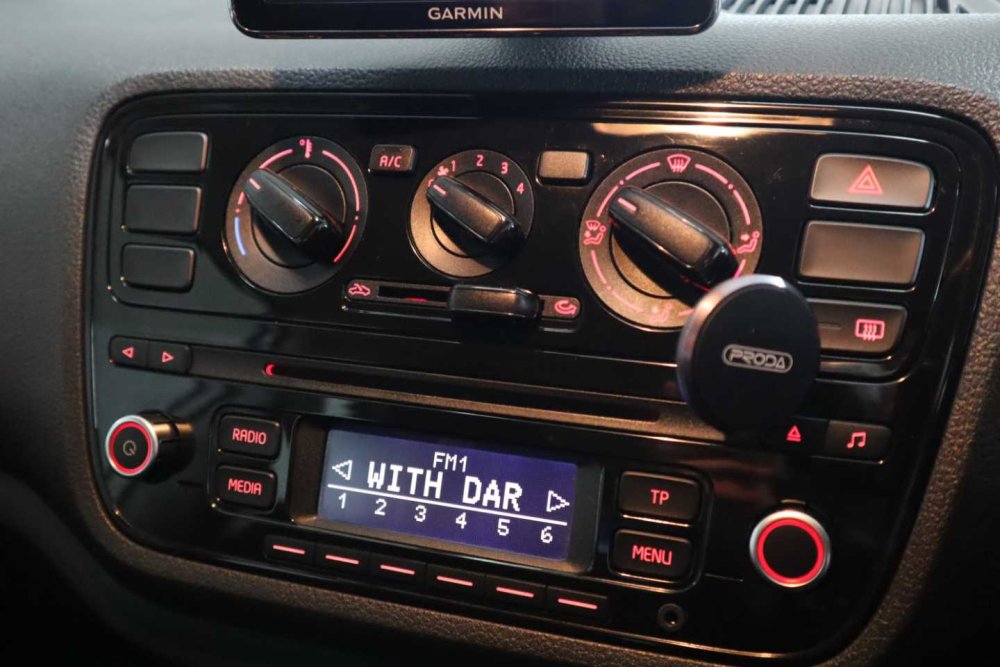 GARMIN
A/C
1 2 3 4
PRODA
RADIO
MEDIA
FM1
WITH DAR
1 2 3 4 5 6
TP
MENU